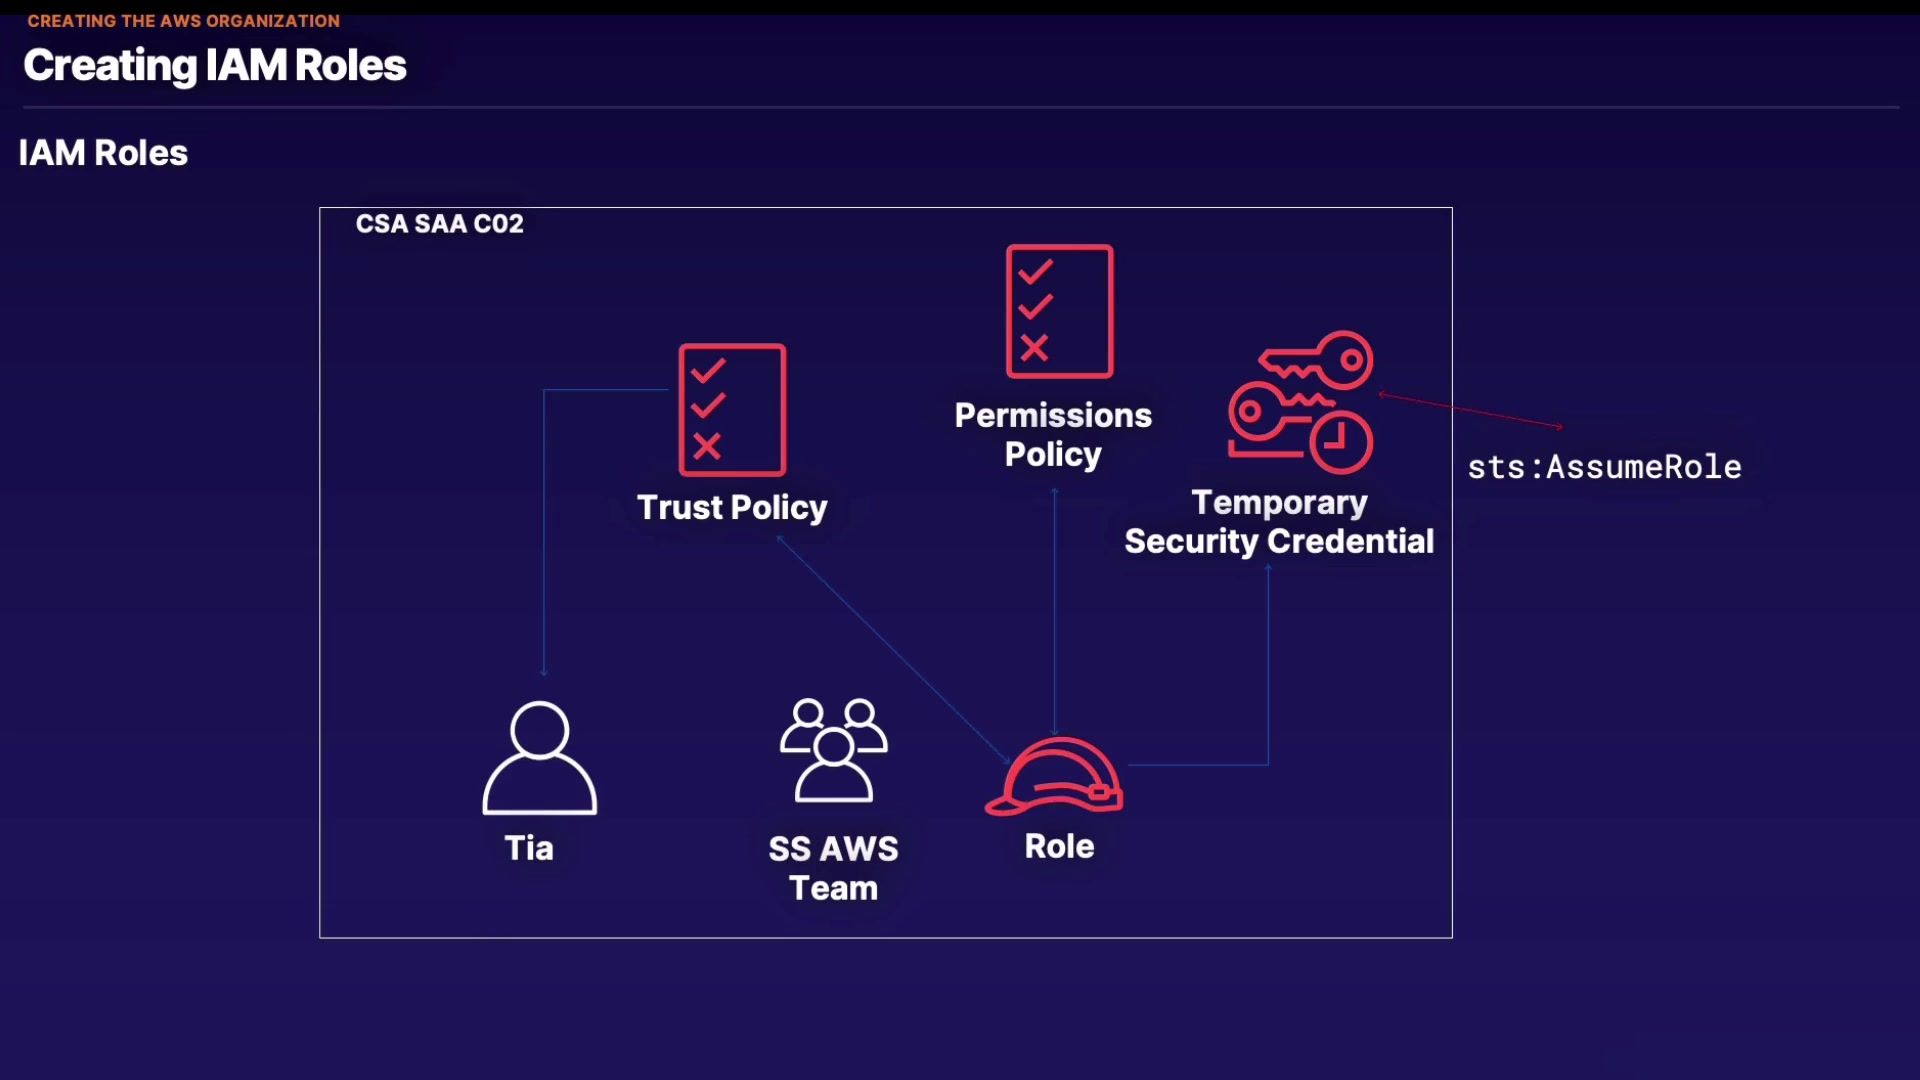 CREATING THE AWS ORGANIZATION
Creating IAM Roles
IAM Roles
CSA SAA C02
Trust Policy
Permissions
Policy
Temporary
Security Credential
sts:AssumeRole
Tia
SS AWS
Team
Role